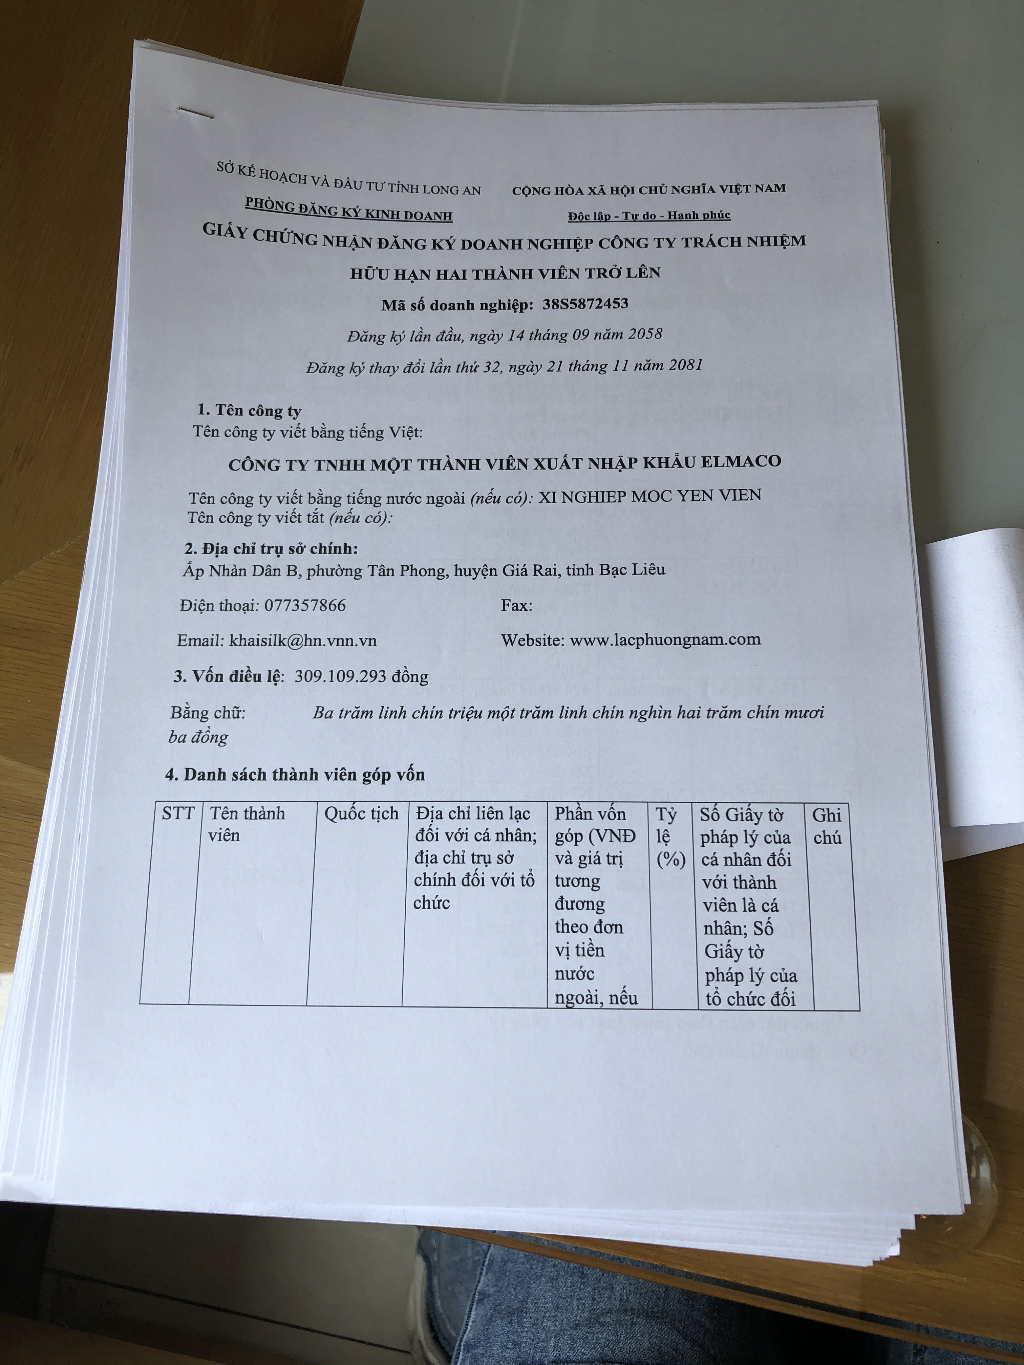 SỞ KẾ HOẠCH VÀ ĐẦU TƯ TỈNH LONG AN
CỘNG HÒA XÃ HỘI CHỦ NGHĨA VIỆT NAM
PHÒNG ĐĂNG KÝ KINH DOANH
Độc lập - Tự do - Hạnh phúc
GIẤY CHỨNG NHẬN ĐĂNG KÝ DOANH NGHIỆP CÔNG TY TRÁCH NHIỆM
HỮU HẠN HAI THÀNH VIÊN TRỞ LÊN
Mã số doanh nghiệp: 38S5872453
Đăng ký lần đầu, ngày 14 tháng 09 năm 2058
Đăng ký thay đổi lần thứ 32, ngày 21 tháng 11 năm 2081
1. Tên công ty
Tên công ty viết bằng tiếng Việt:
CÔNG TY TNHH MỘT THÀNH VIÊN XUẤT NHẬP KHẨU ELMACO
Tên công ty viết bằng tiếng nước ngoài (nếu có): XI NGHIEP MOC YEN VIEN
Tên công ty viết tắt (nếu có):
2. Địa chỉ trụ sở chính:
Ấp Nhàn Dân B, phường Tân Phong, huyện Giá Rai, tỉnh Bạc Liêu
Điện thoại: 077357866
Fax:
Email: khaisilk@hn.vnn.vn
Website: www.lacphuongnam.com
3. Vốn điều lệ: 309.109.293 đồng
Bằng chữ: Ba trăm linh chín triệu một trăm linh chín nghìn hai trăm chín mươi
ba đồng
4. Danh sách thành viên góp vốn
STT
Tên thành
viên
Quốc tịch
Địa chỉ liên lạc
đối với cá nhân;
địa chỉ trụ sở
chính đối với tổ
chức
Phần vốn
góp (VNĐ
và giá trị
tương
đương
theo đơn
vị tiền
nước
ngoài, nếu
Tỷ
lệ
(%)
Số Giấy tờ
pháp lý của
cá nhân đối
với thành
viên là cá
nhân; Số
Giấy tờ
pháp lý của
tổ chức đối
Ghi
chú